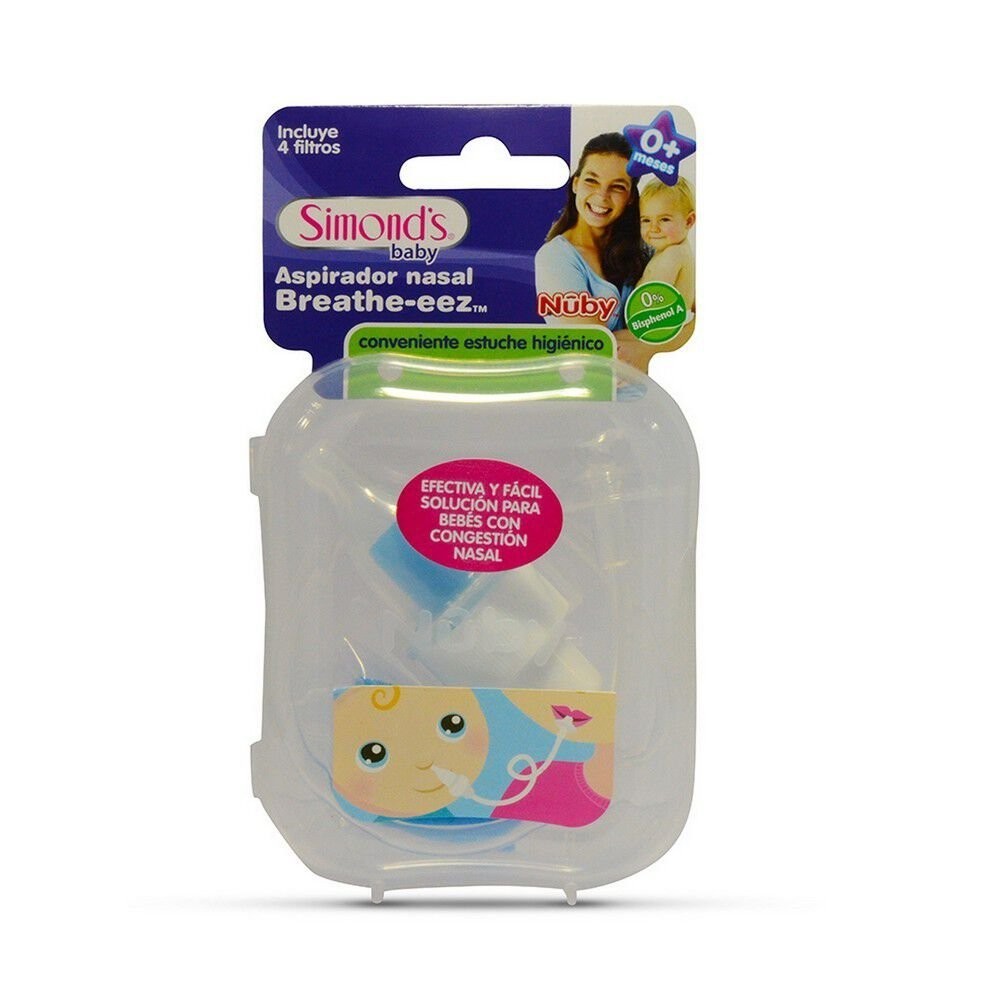 Incluye
4 filtros
0+
meses
Simond's®
baby
Aspirador nasal
Breathe-eez™
Nûby
0%
Bisphenol A
conveniente estuche higiénico
EFECTIVA Y FÁCIL
SOLUCIÓN PARA
BEBÉS CON
CONGESTIÓN
NASAL
Nûby